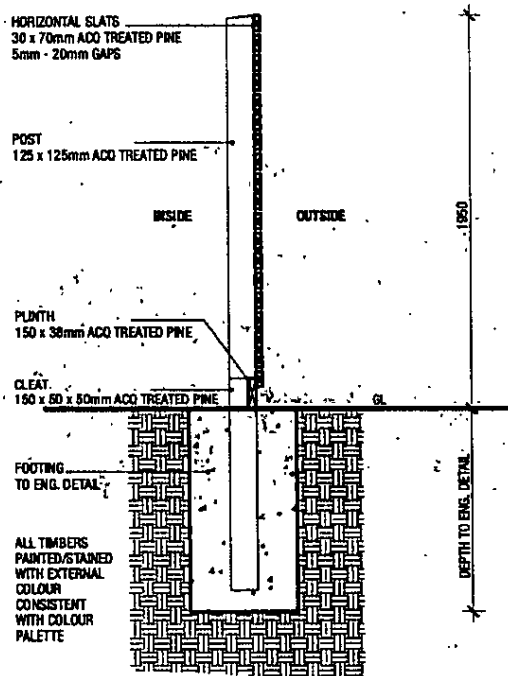 HORIZONTAL SLATS
30 x 70mm ACQ TREATED PINE
5mm - 20mm GAPS
POST
125 x 125mm ACQ TREATED PINE
INSIDE
OUTSIDE
1950
PLINTH
150 x 38mm ACQ TREATED PINE
CLEAT
150 x 50 x 50mm ACQ TREATED PINE
GL
FOOTING
TO ENG. DETAIL
DEPTH TO ENG. DETAIL
ALL TIMBERS
PAINTED/STAINED
WITH EXTERNAL
COLOUR
CONSISTENT
WITH COLOUR
PALETTE